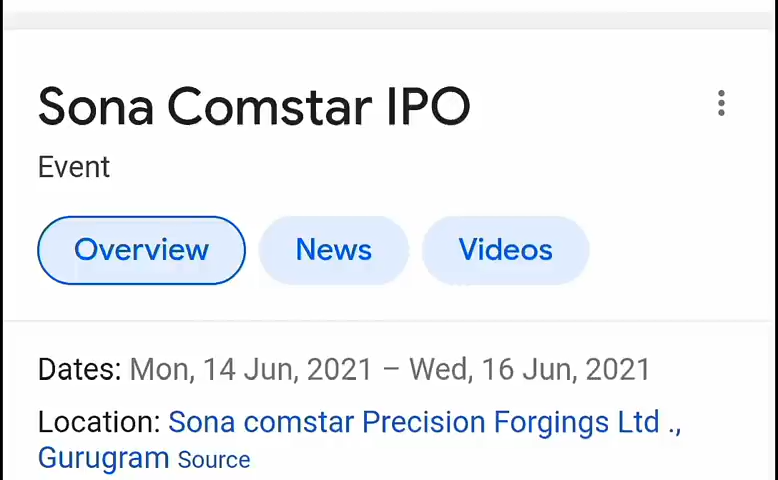 Sona Comstar IPO
Event
Overview News Videos
Dates: Mon, 14 Jun, 2021 – Wed, 16 Jun, 2021
Location: Sona comstar Precision Forgings Ltd .,
Gurugram Source